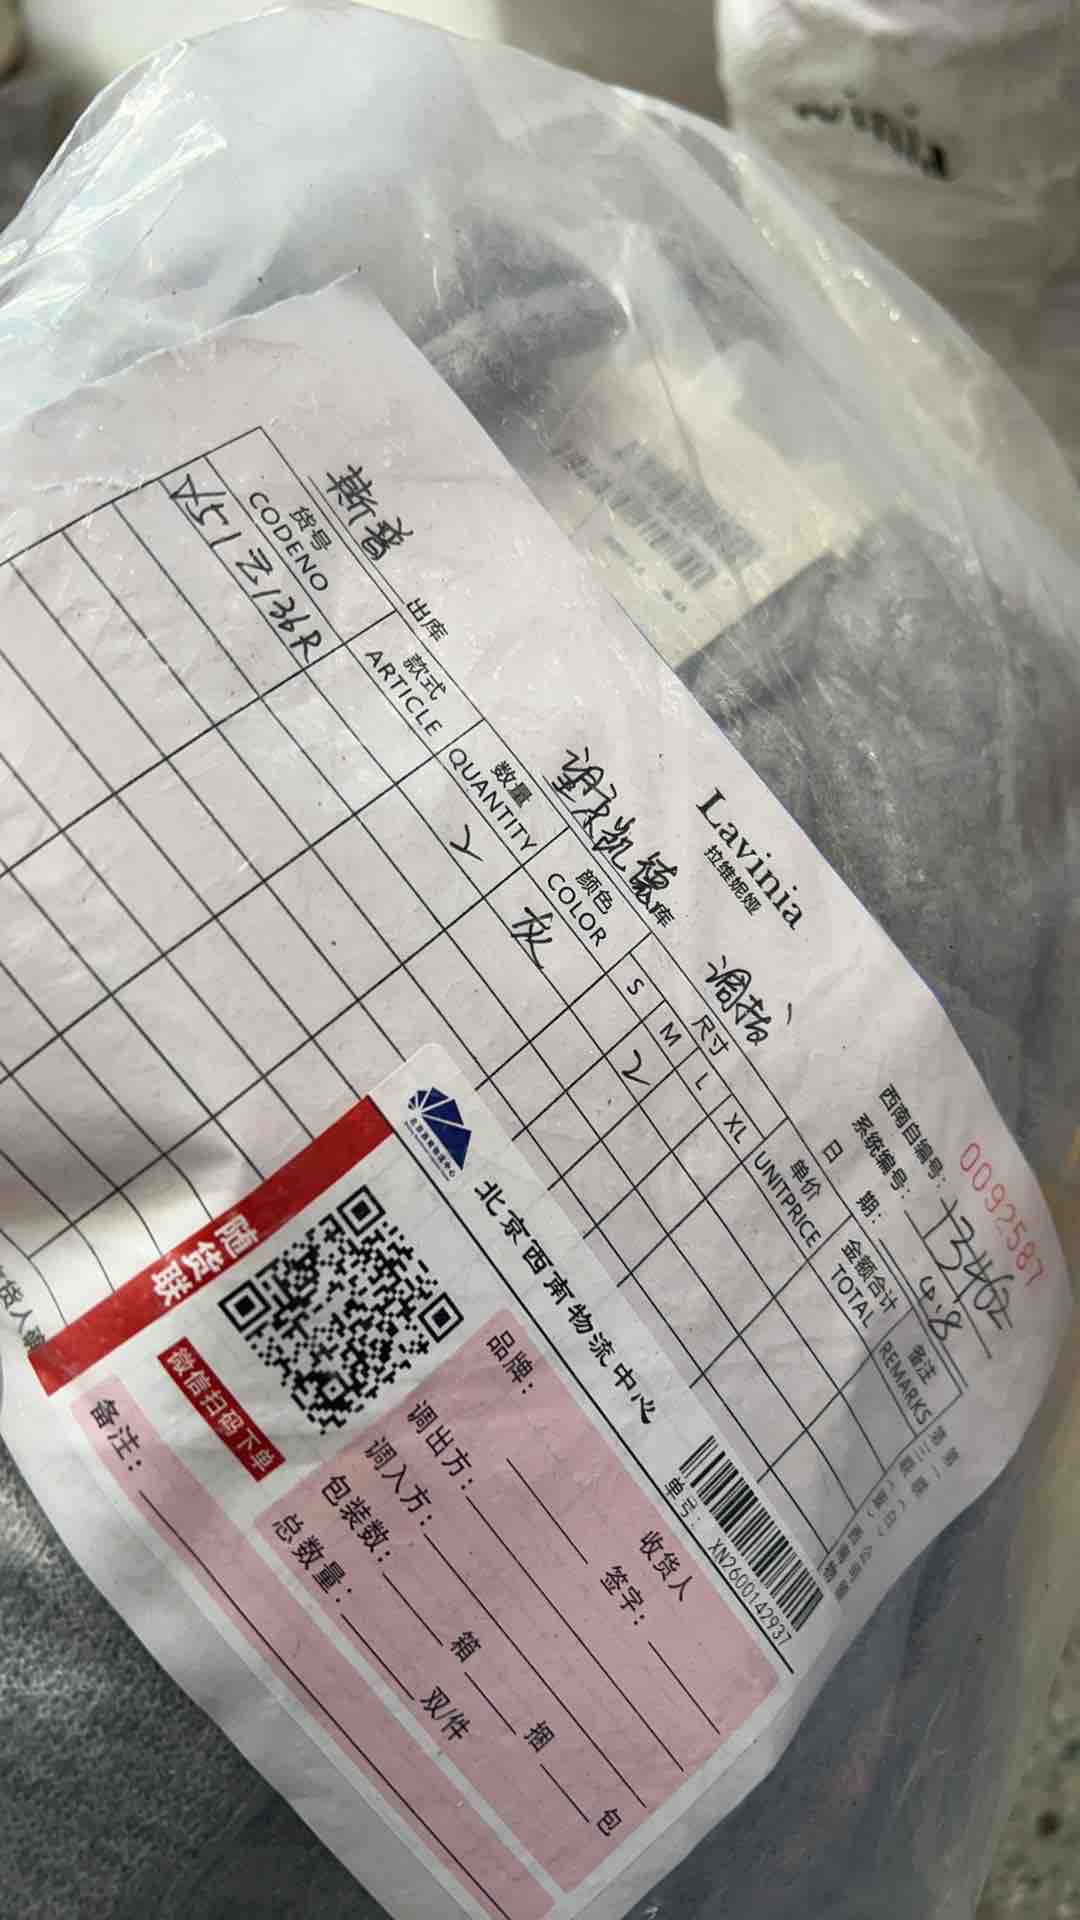 Lavinia
拉维妮娅
调拨
0092587
西南自编号：
系统编号：13462
日 期：4.8
斯普 出库
望京凯德 库
货号 款式 数量 颜色 尺寸 单价 金额合计 备注
CODENO ARTICLE QUANTITY COLOR S M L XL UNITPRICE TOTAL REMARKS
2 灰 2
北京西南物流中心
单号：XN2600142937
随货联
微信扫码下单
品牌：
收货人
签字：
调出方：
调入方：
包装数： 箱 捆 包
总数量： 双/件
备注：